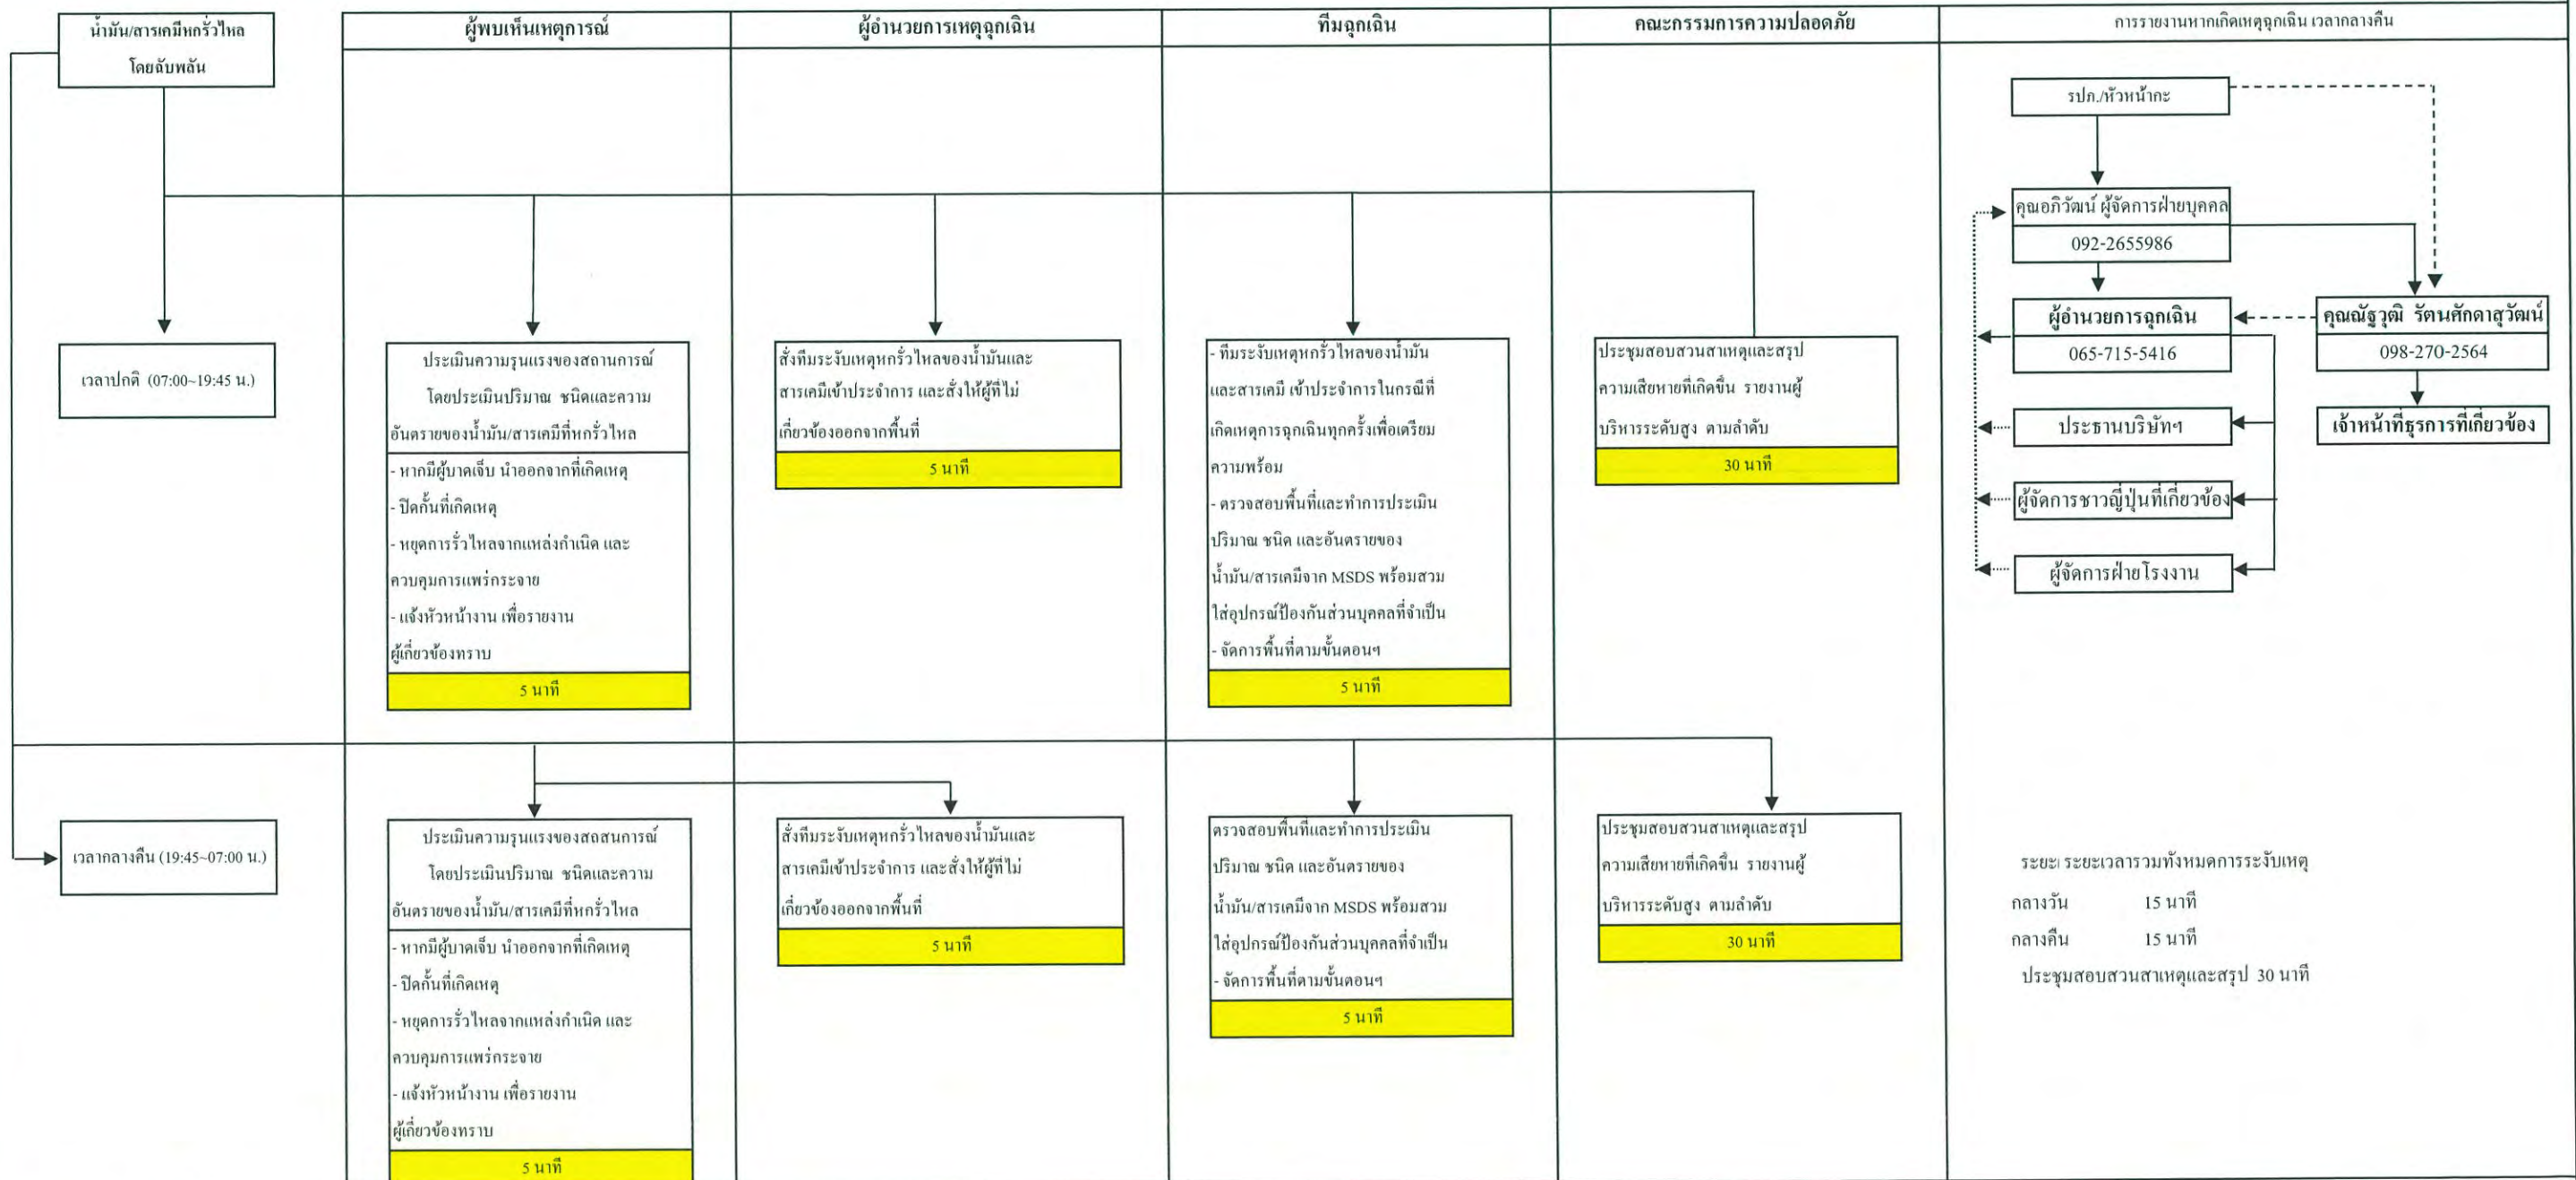 น้ำมัน/สารเคมีหกรั่วไหล
โดยฉับพลัน
ผู้พบเห็นเหตุการณ์
ผู้อำนวยการเหตุฉุกเฉิน
ทีมฉุกเฉิน
คณะกรรมการความปลอดภัย
การรายงานหากเกิดเหตุฉุกเฉิน เวลากลางคืน
เวลาปกติ (07:00~19:45 น.)
ประเมินความรุนแรงของสถานการณ์
โดยประเมินปริมาณ ชนิดและความ
อันตรายของน้ำมัน/สารเคมีที่หกรั่วไหล
- หากมีผู้บาดเจ็บ นำออกจากที่เกิดเหตุ
- ปิดกั้นที่เกิดเหตุ
- หยุดการรั่วไหลจากแหล่งกำเนิด และ
ควบคุมการแพร่กระจาย
- แจ้งหัวหน้างาน เพื่อรายงาน
ผู้เกี่ยวข้องทราบ
5 นาที
สั่งทีมระงับเหตุหกรั่วไหลของน้ำมันและ
สารเคมีเข้าประจำการ และสั่งให้ผู้ที่ไม่
เกี่ยวข้องออกจากพื้นที่
5 นาที
- ทีมระงับเหตุหกรั่วไหลของน้ำมัน
และสารเคมี เข้าประจำการในกรณีที่
เกิดเหตุการฉุกเฉินทุกครั้งเพื่อเตรียม
ความพร้อม
- ตรวจสอบพื้นที่และทำการประเมิน
ปริมาณ ชนิด และอันตรายของ
น้ำมัน/สารเคมีจาก MSDS พร้อมสวม
ใส่อุปกรณ์ป้องกันส่วนบุคคลที่จำเป็น
- จัดการพื้นที่ตามขั้นตอนฯ
5 นาที
ประชุมสอบสวนสาเหตุและสรุป
ความเสียหายที่เกิดขึ้น รายงานผู้
บริหารระดับสูง ตามลำดับ
30 นาที
รปภ./หัวหน้ากะ
คุณอภิวัฒน์ ผู้จัดการฝ่ายบุคคล
092-2655986
ผู้อำนวยการฉุกเฉิน
065-715-5416
คุณณัฐวุฒิ รัตนศักดาสุวัฒน์
098-270-2564
ประธานบริษัทฯ
เจ้าหน้าที่ธุรการที่เกี่ยวข้อง
ผู้จัดการชาวญี่ปุ่นที่เกี่ยวข้อง
ผู้จัดการฝ่ายโรงงาน
เวลากลางคืน (19:45~07:00 น.)
ประเมินความรุนแรงของสถสนการณ์
โดยประเมินปริมาณ ชนิดและความ
อันตรายของน้ำมัน/สารเคมีที่หกรั่วไหล
- หากมีผู้บาดเจ็บ นำออกจากที่เกิดเหตุ
- ปิดกั้นที่เกิดเหตุ
- หยุดการรั่วไหลจากแหล่งกำเนิด และ
ควบคุมการแพร่กระจาย
- แจ้งหัวหน้างาน เพื่อรายงาน
ผู้เกี่ยวข้องทราบ
5 นาที
สั่งทีมระงับเหตุหกรั่วไหลของน้ำมันและ
สารเคมีเข้าประจำการ และสั่งให้ผู้ที่ไม่
เกี่ยวข้องออกจากพื้นที่
5 นาที
ตรวจสอบพื้นที่และทำการประเมิน
ปริมาณ ชนิด และอันตรายของ
น้ำมัน/สารเคมีจาก MSDS พร้อมสวม
ใส่อุปกรณ์ป้องกันส่วนบุคคลที่จำเป็น
- จัดการพื้นที่ตามขั้นตอนฯ
5 นาที
ประชุมสอบสวนสาเหตุและสรุป
ความเสียหายที่เกิดขึ้น รายงานผู้
บริหารระดับสูง ตามลำดับ
30 นาที
ระยะเ ระยะเวลารวมทั้งหมดการระงับเหตุ
กลางวัน 15 นาที
กลางคืน 15 นาที
ประชุมสอบสวนสาเหตุและสรุป 30 นาที